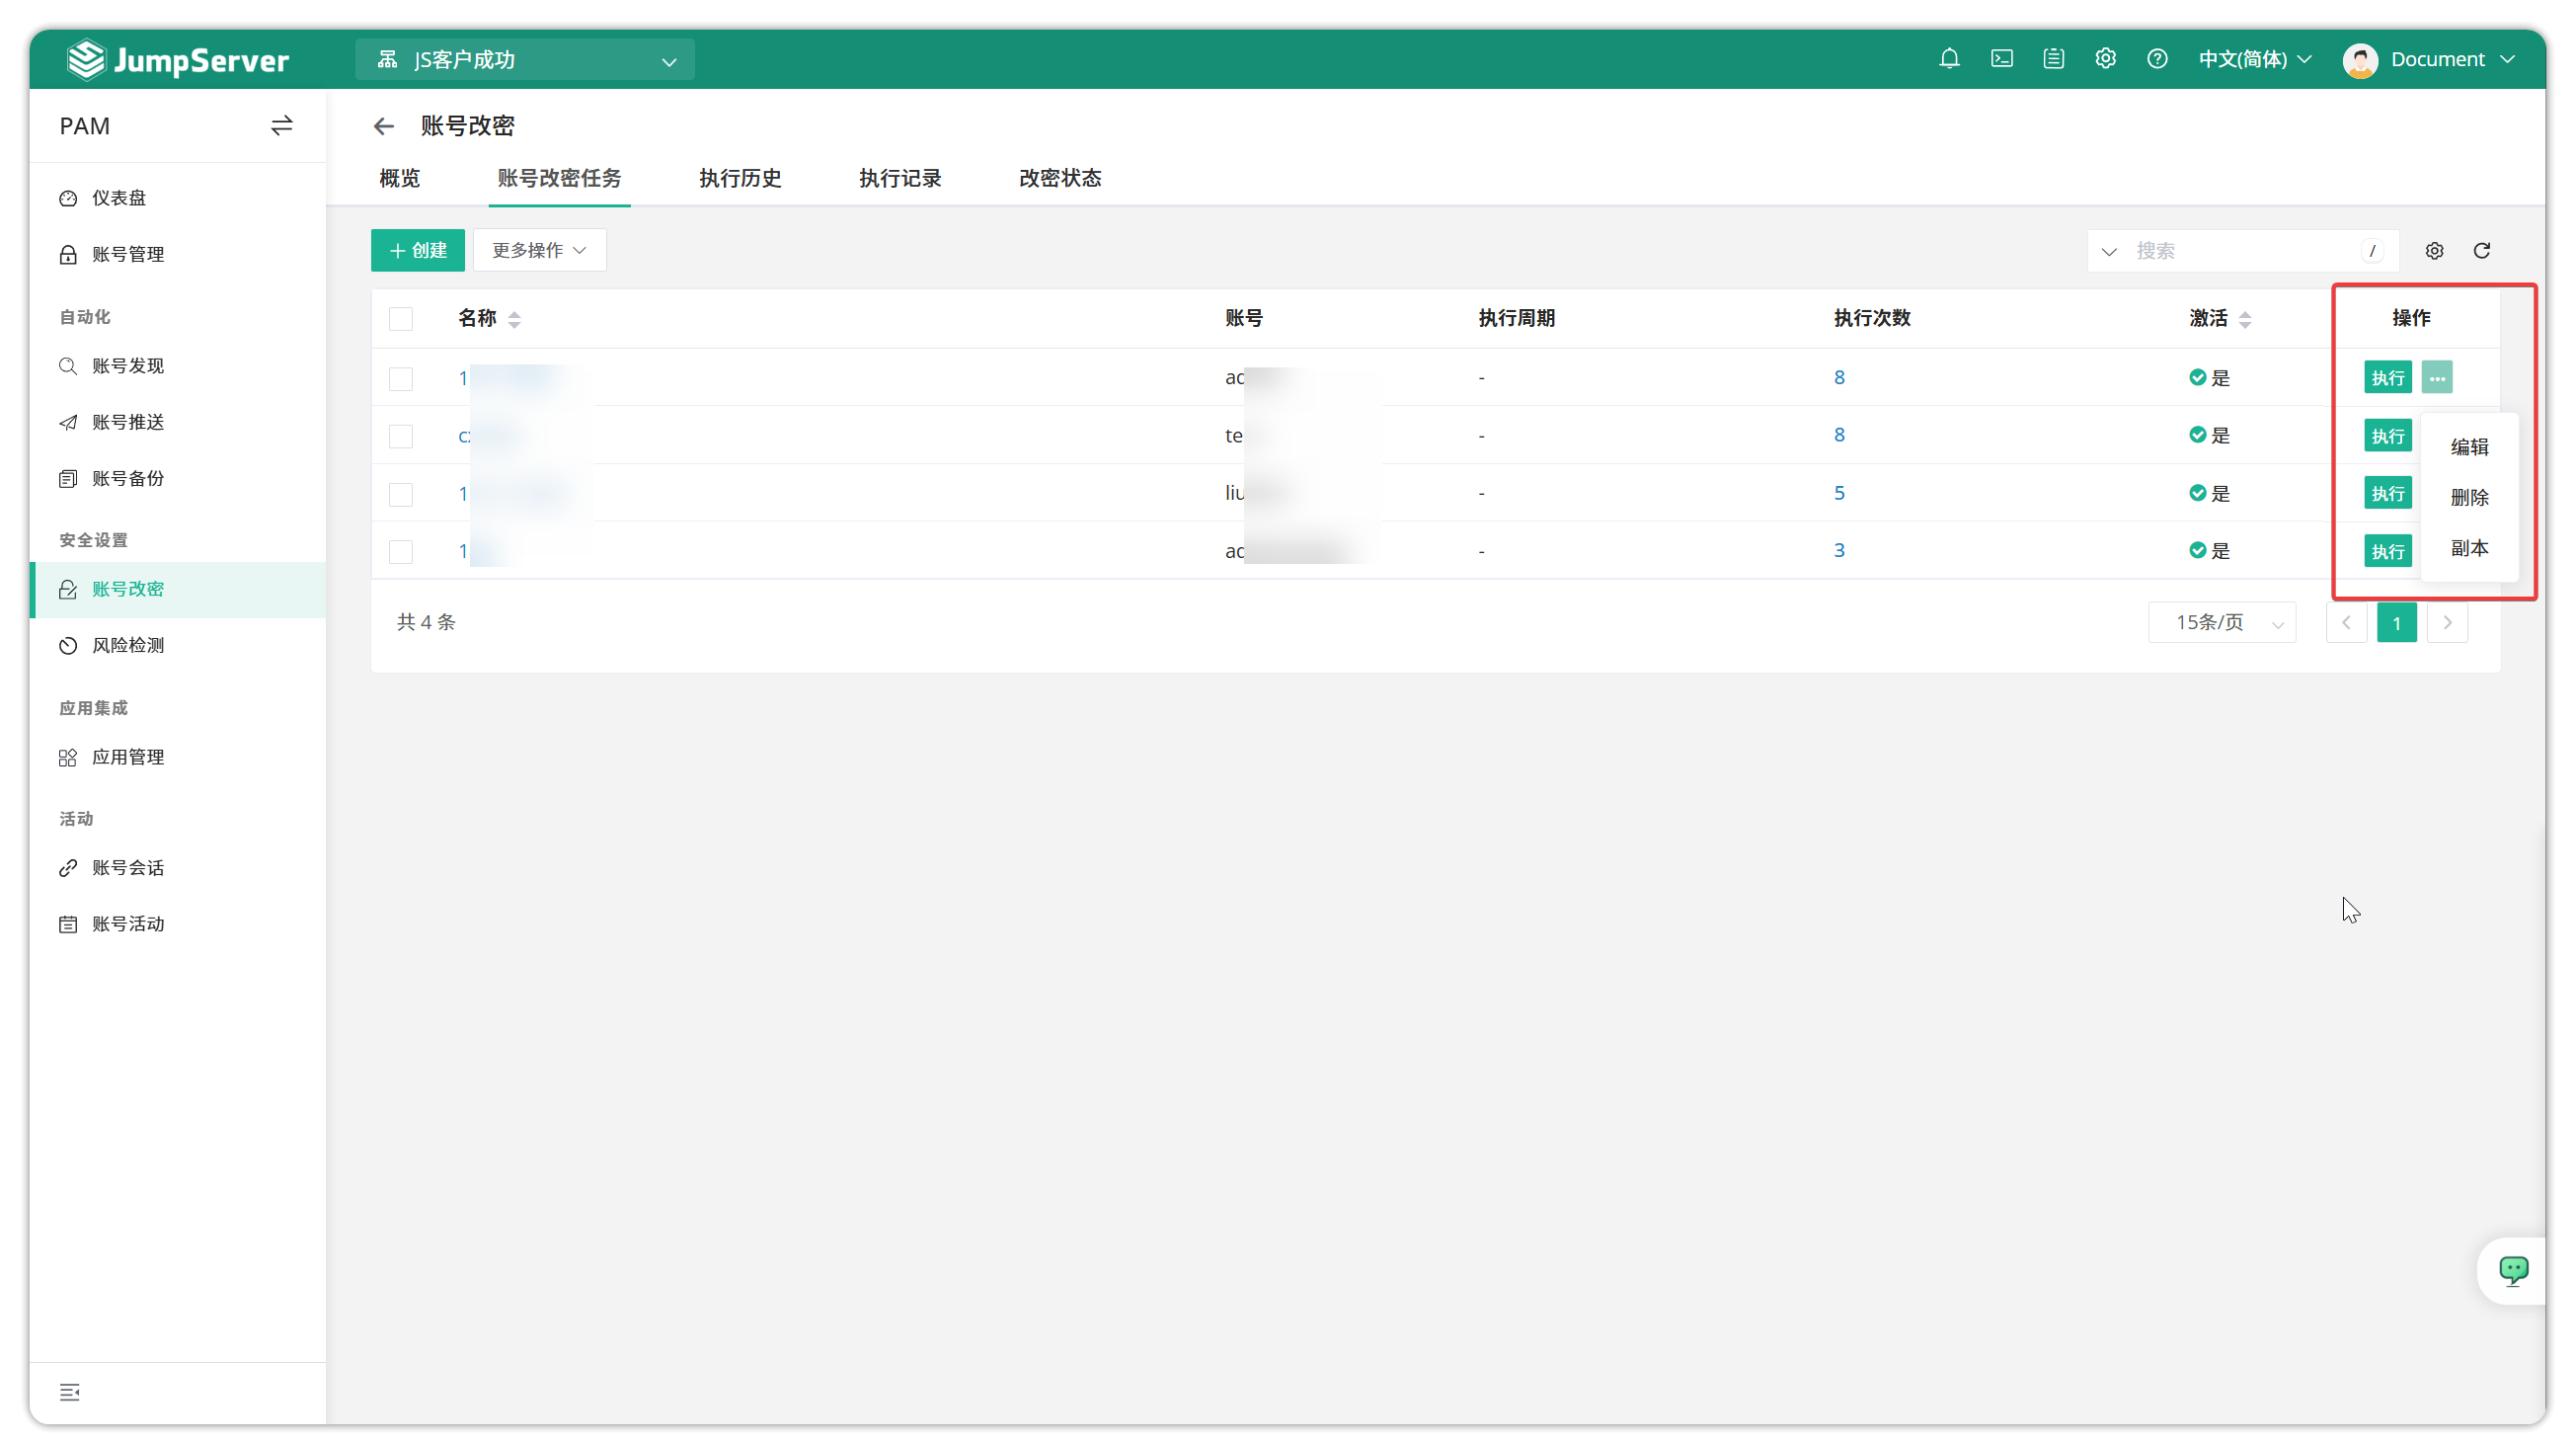 JumpServer
JS客户成功
中文(简体)
Document
PAM
仪表盘
账号管理
自动化
账号发现
账号推送
账号备份
安全设置
账号改密
风险检测
应用集成
应用管理
活动
账号会话
账号活动
账号改密
概览 账号改密任务 执行历史 执行记录 改密状态
创建 更多操作 搜索 /
名称 账号 执行周期 执行次数 激活 操作
- 8 是 执行 ...
- 8 是 执行
- 5 是 执行
- 3 是 执行
编辑
删除
副本
共 4 条 15条/页 1